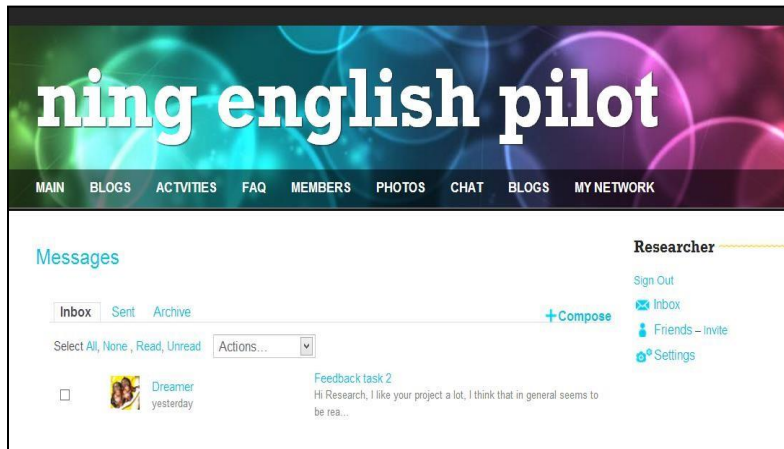 ning english pilot
MAIN BLOGS ACTVITIES FAQ MEMBERS PHOTOS CHAT BLOGS MY NETWORK
Messages
Inbox Sent Archive
+Compose
Select All, None , Read, Unread Actions...
Dreamer
yesterday
Feedback task 2
Hi Research, I like your project a lot, I think that in general seems to
be rea...
Researcher
Sign Out
Inbox
Friends – Invite
Settings